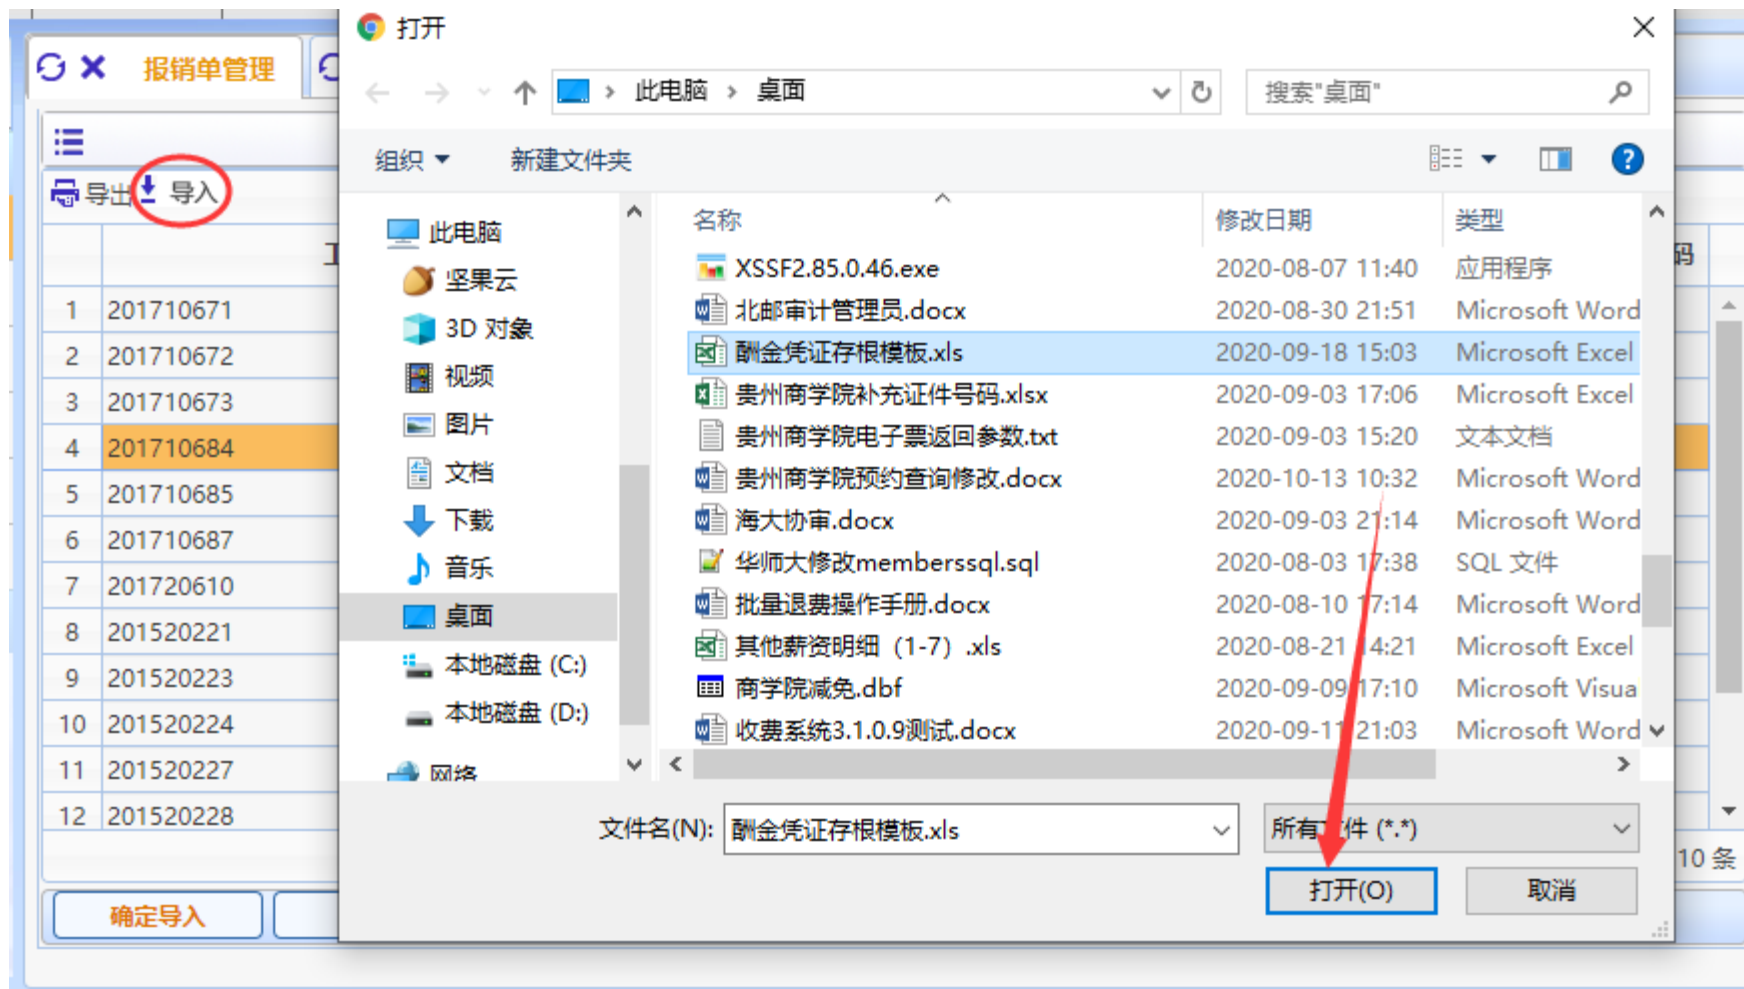 打开
报销单管理
此电脑 桌面
搜索"桌面"
组织 新建文件夹
导出 导入
名称 修改日期 类型
此电脑
坚果云
3D 对象
视频
图片
文档
下载
音乐
桌面
本地磁盘 (C:)
本地磁盘 (D:)
网络
XSSF2.85.0.46.exe 2020-08-07 11:40 应用程序
北邮审计管理员.docx 2020-08-30 21:51 Microsoft Word
酬金凭证存根模板.xls 2020-09-18 15:03 Microsoft Excel
贵州商学院补充证件号码.xlsx 2020-09-03 17:06 Microsoft Excel
贵州商学院电子票返回参数.txt 2020-09-03 15:20 文本文档
贵州商学院预约查询修改.docx 2020-10-13 10:32 Microsoft Word
海大协审.docx 2020-09-03 21:14 Microsoft Word
华师大修改memberssql.sql 2020-08-03 17:38 SQL 文件
批量退费操作手册.docx 2020-08-10 17:14 Microsoft Word
其他薪资明细（1-7）.xls 2020-08-21 14:21 Microsoft Excel
商学院减免.dbf 2020-09-09 17:10 Microsoft Visua
收费系统3.1.0.9测试.docx 2020-09-11 21:03 Microsoft Word
工 码
1 201710671
2 201710672
3 201710673
4 201710684
5 201710685
6 201710687
7 201720610
8 201520221
9 201520223
10 201520224
11 201520227
12 201520228
文件名(N): 酬金凭证存根模板.xls 所有文件 (*.*)
10 条
打开(O) 取消
确定导入